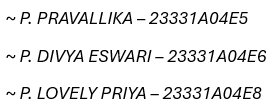 ~ P. PRAVALLIKA – 23331A04E5
~ P. DIVYA ESWARI – 23331A04E6
~ P. LOVELY PRIYA – 23331A04E8